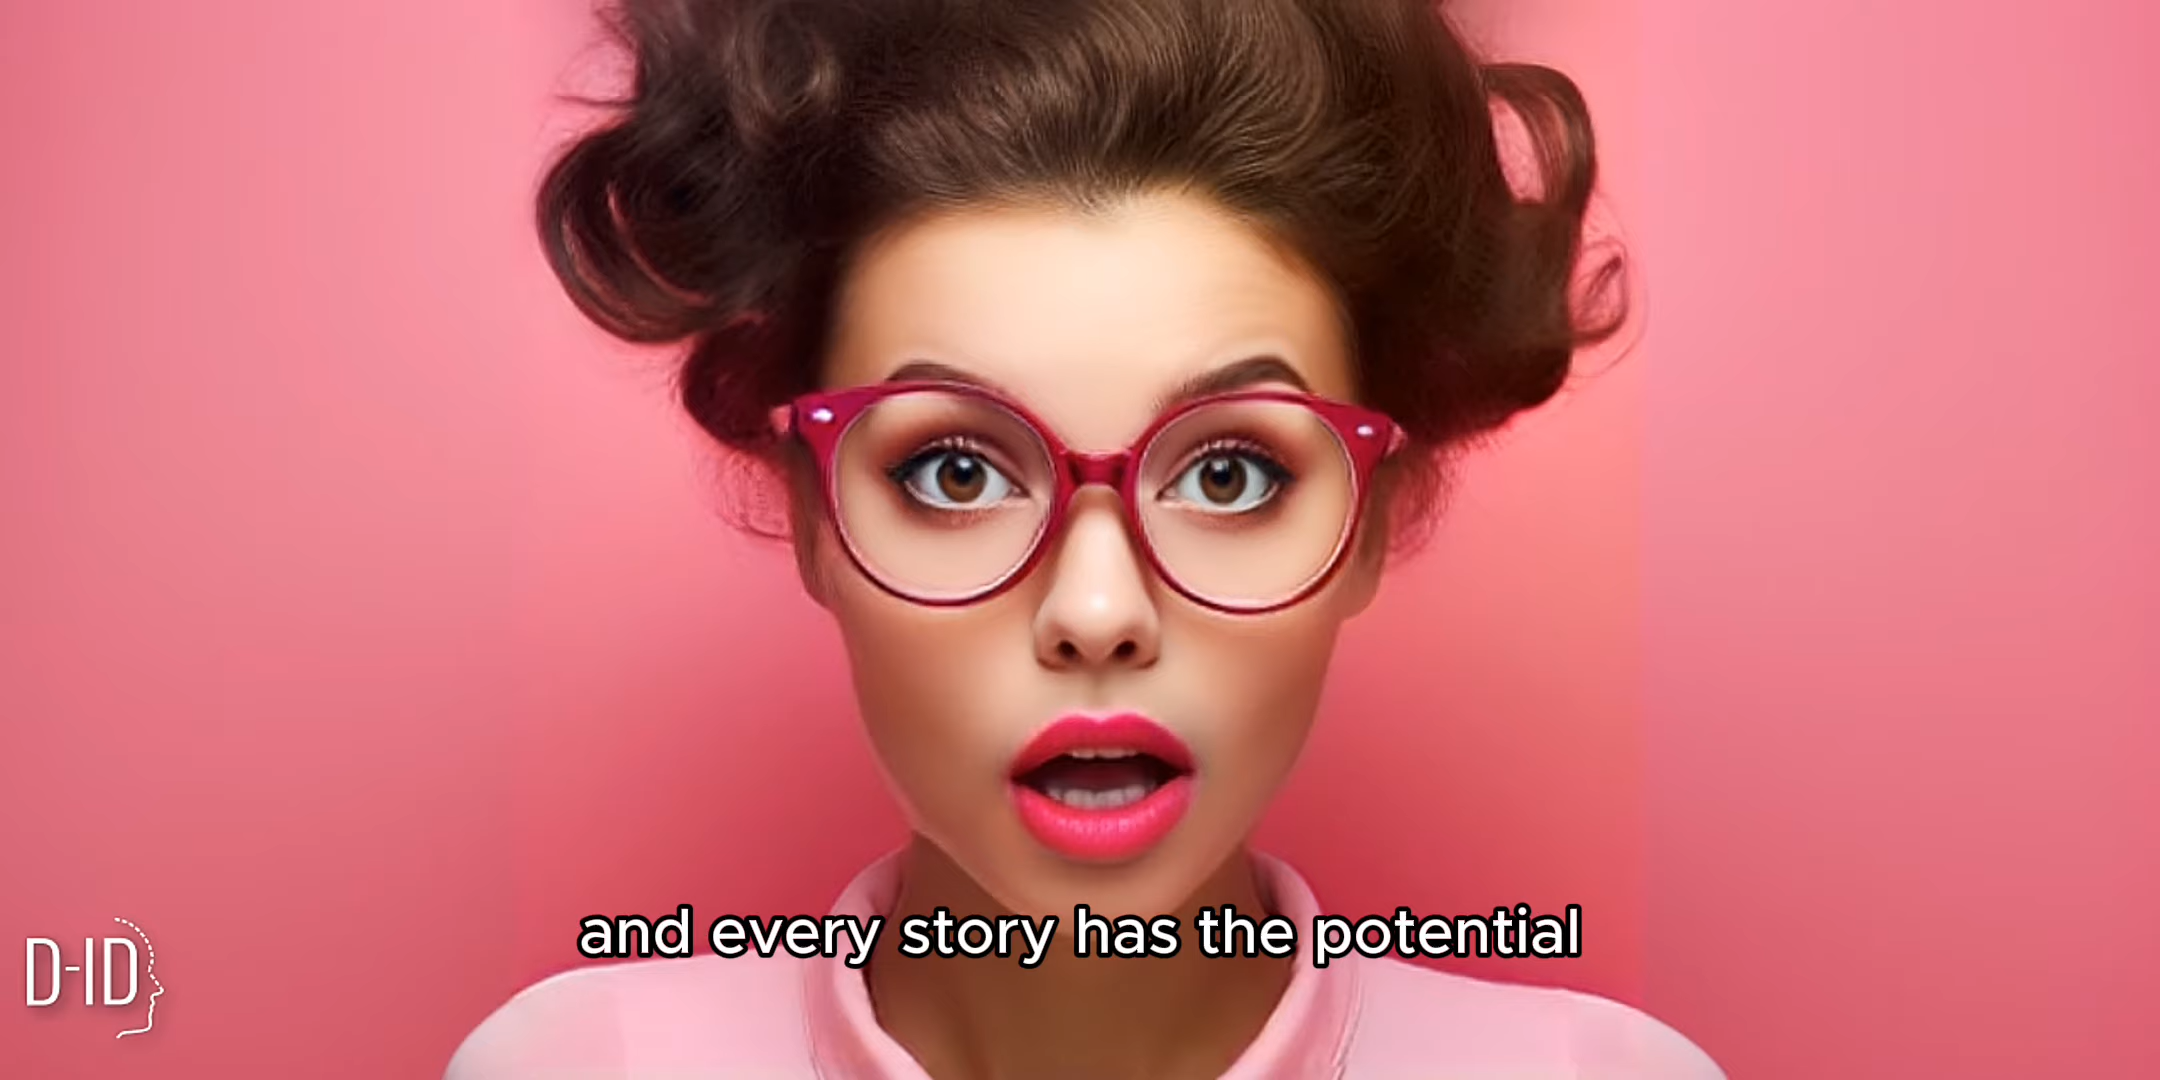 and every story has the potential
D-ID